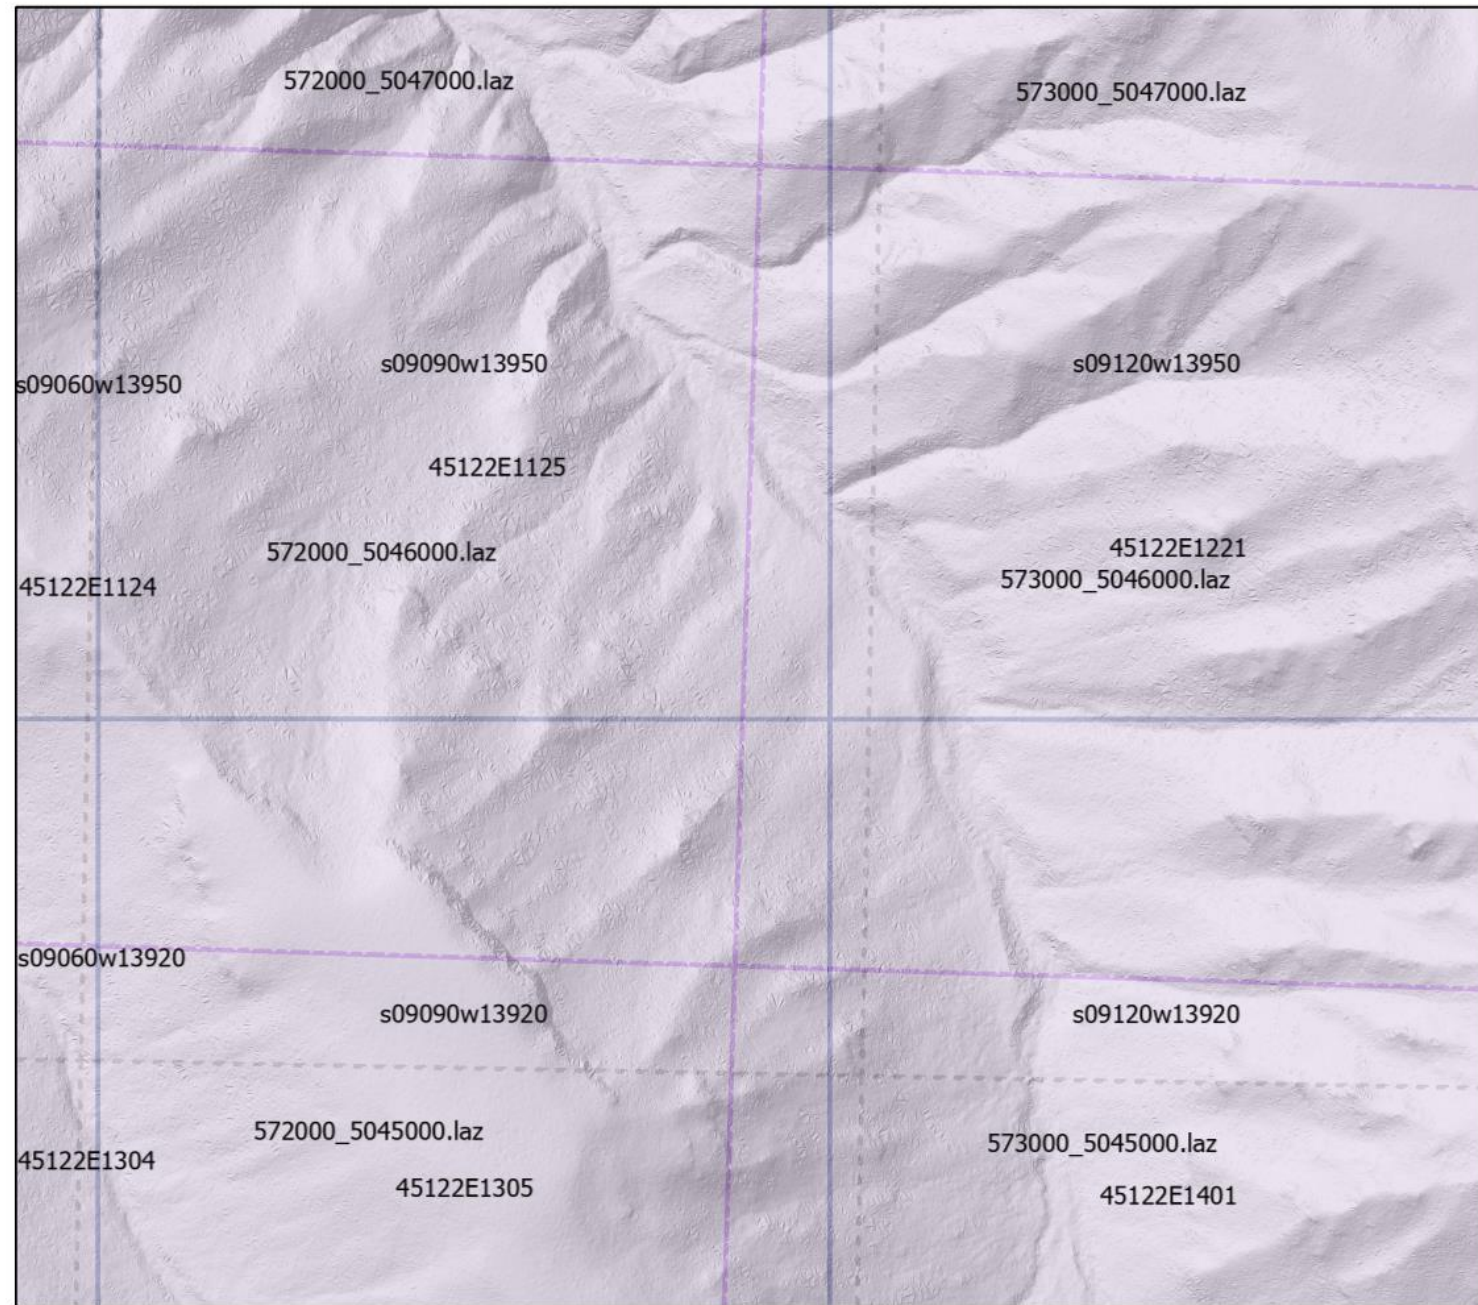 572000_5047000.laz
573000_5047000.laz
s09090w13950
s09120w13950
s09060w13950
45122E1125
572000_5046000.laz
45122E1221
573000_5046000.laz
45122E1124
s09060w13920
s09090w13920
s09120w13920
572000_5045000.laz
573000_5045000.laz
45122E1304
45122E1305
45122E1401